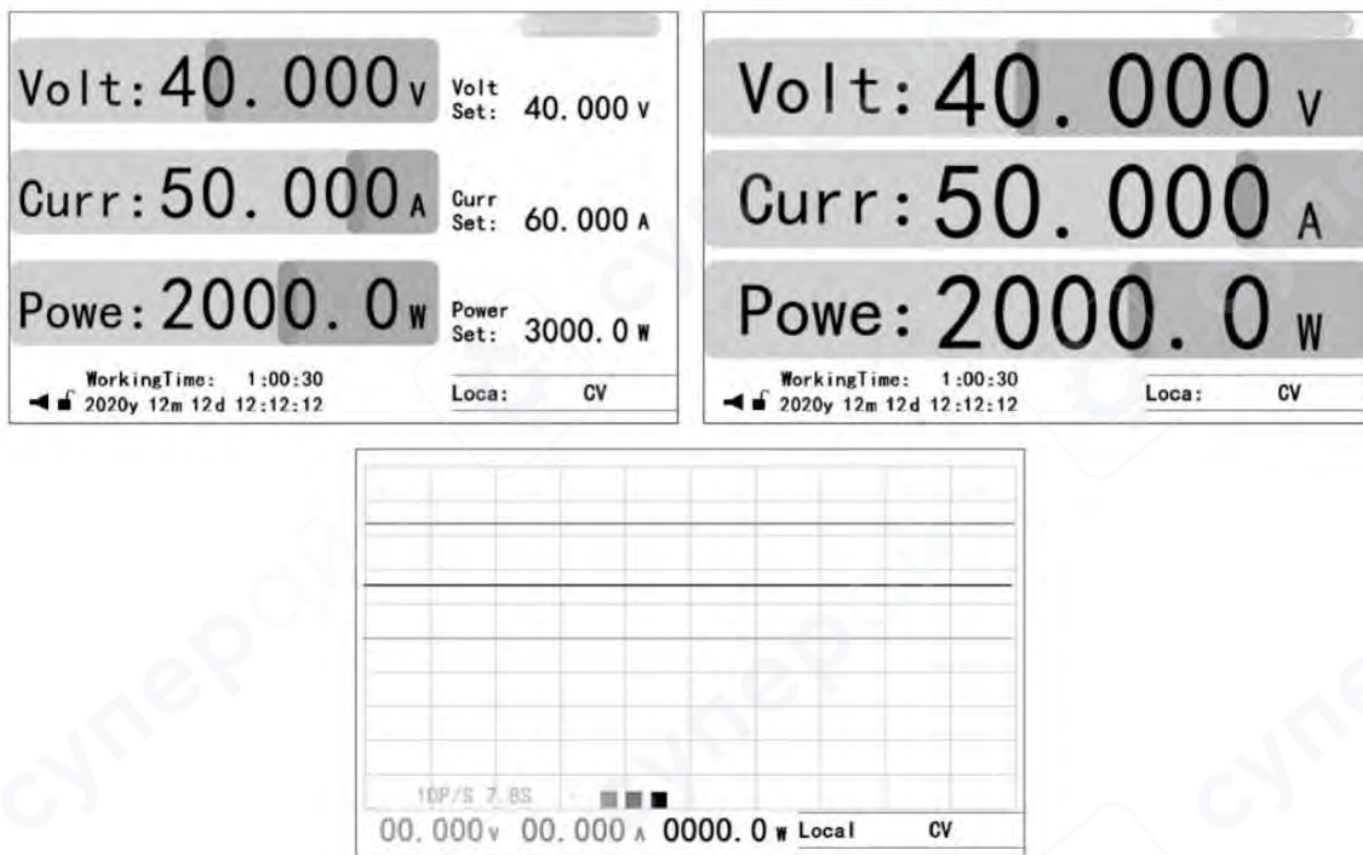 Volt: 40.000 V Volt Set: 40.000 V
Curr: 50.000 A Curr Set: 60.000 A
Powe: 2000.0 W Power Set: 3000.0 W
WorkingTime: 1:00:30
2020y 12m 12d 12:12:12
Loca: CV
Volt: 40.000 V
Curr: 50.000 A
Powe: 2000.0 W
WorkingTime: 1:00:30
2020y 12m 12d 12:12:12
Loca: CV
10P/S 7.8S
00.000 V 00.000 A 0000.0 W Local CV
суперайс
суперайс